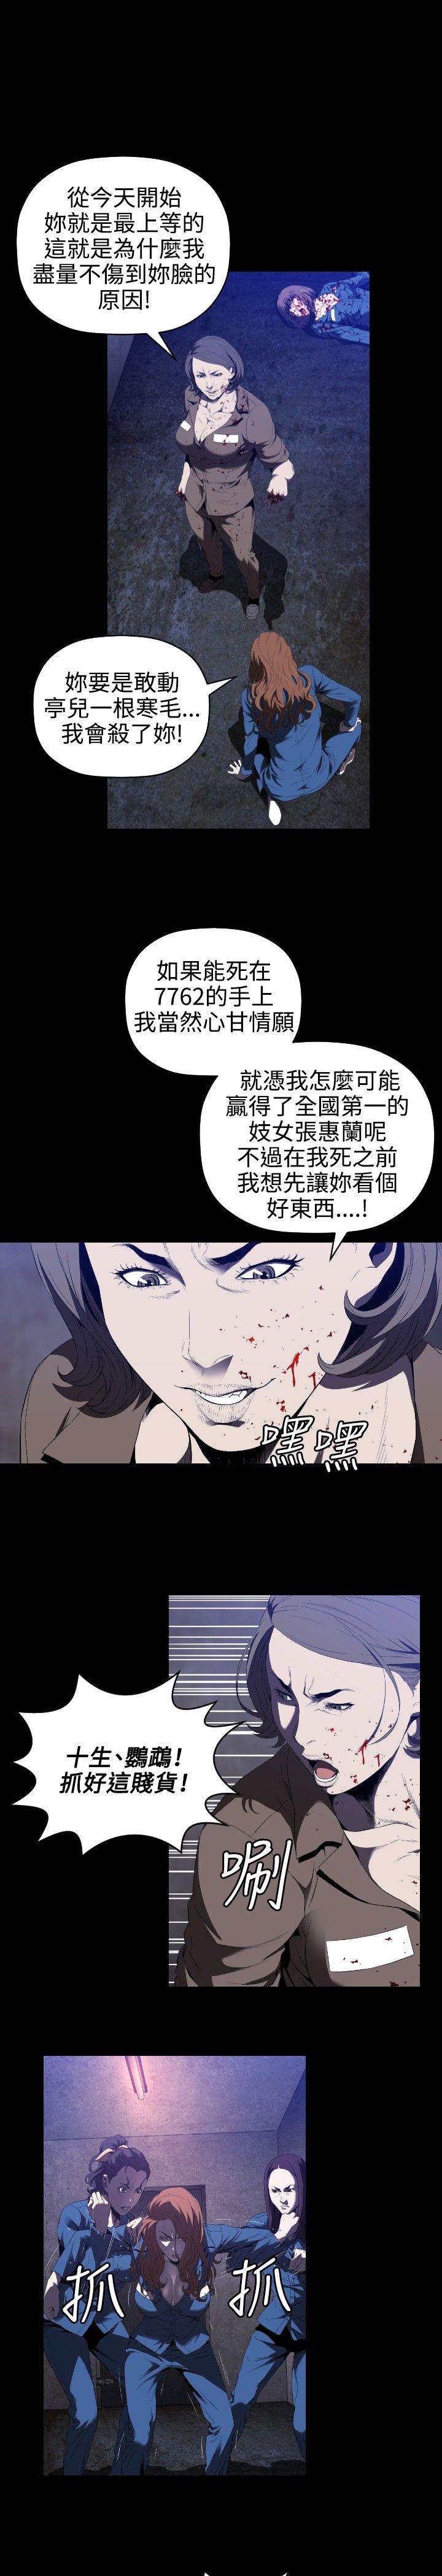 從今天開始
妳就是最上等的
這就是為什麼我
盡量不傷到妳臉的
原因!
妳要是敢動
亭兒一根寒毛...
我會殺了妳!
如果能死在
7762的手上
我當然心甘情願
就憑我怎麼可能
贏得了全國第一的
妓女張惠蘭呢
不過在我死之前
我想先讓妳看個
好東西....!
嘿嘿
十生、鸚鵡!
抓好這賤貨!
唰
抓
抓